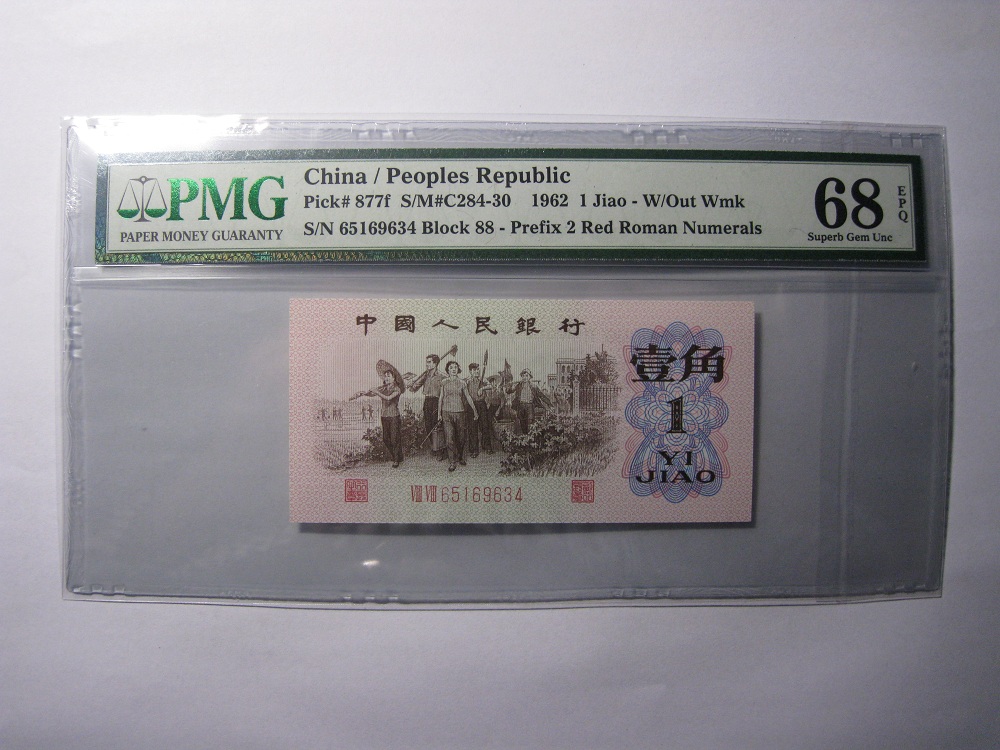 PMG
PAPER MONEY GUARANTY
China / Peoples Republic
Pick# 877f S/M#C284-30 1962 1 Jiao - W/Out Wmk
S/N 65169634 Block 88 - Prefix 2 Red Roman Numerals
68
EPQ
Superb Gem Unc
中國人民銀行
壹角
1
YI
JIAO
VIII VIII 65169634